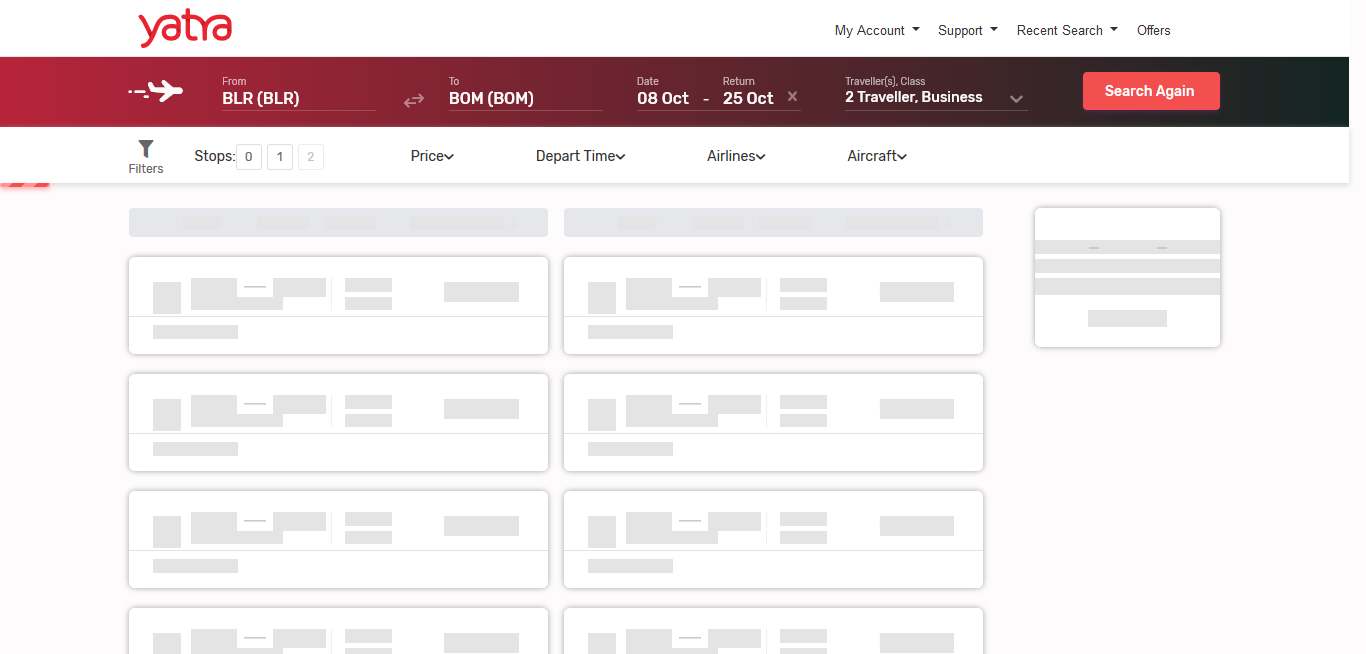 yatra
My Account Support Recent Search Offers
From To Date Return Traveller(s), Class
BLR (BLR) BOM (BOM) 08 Oct - 25 Oct × 2 Traveller, Business Search Again
Filters Stops: 0 1 2 Price Depart Time Airlines Aircraft